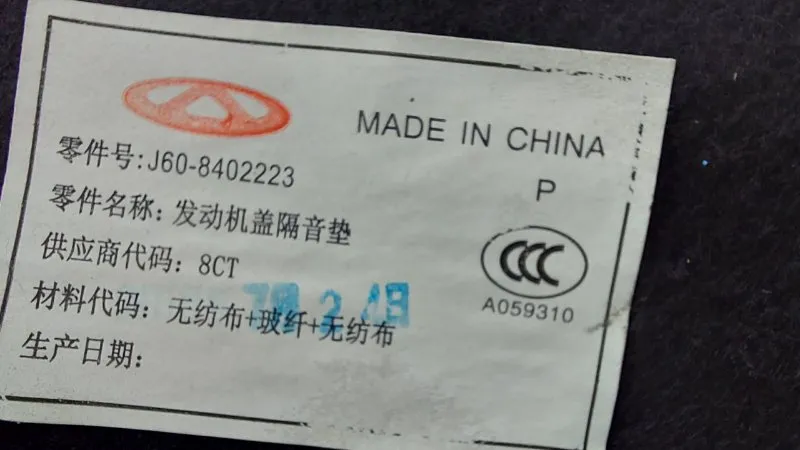 MADE IN CHINA
P
零件号:J60-8402223
零件名称: 发动机盖隔音垫
供应商代码: 8CT
材料代码: 无纺布+玻纤+无纺布
生产日期:
CCC
A059310